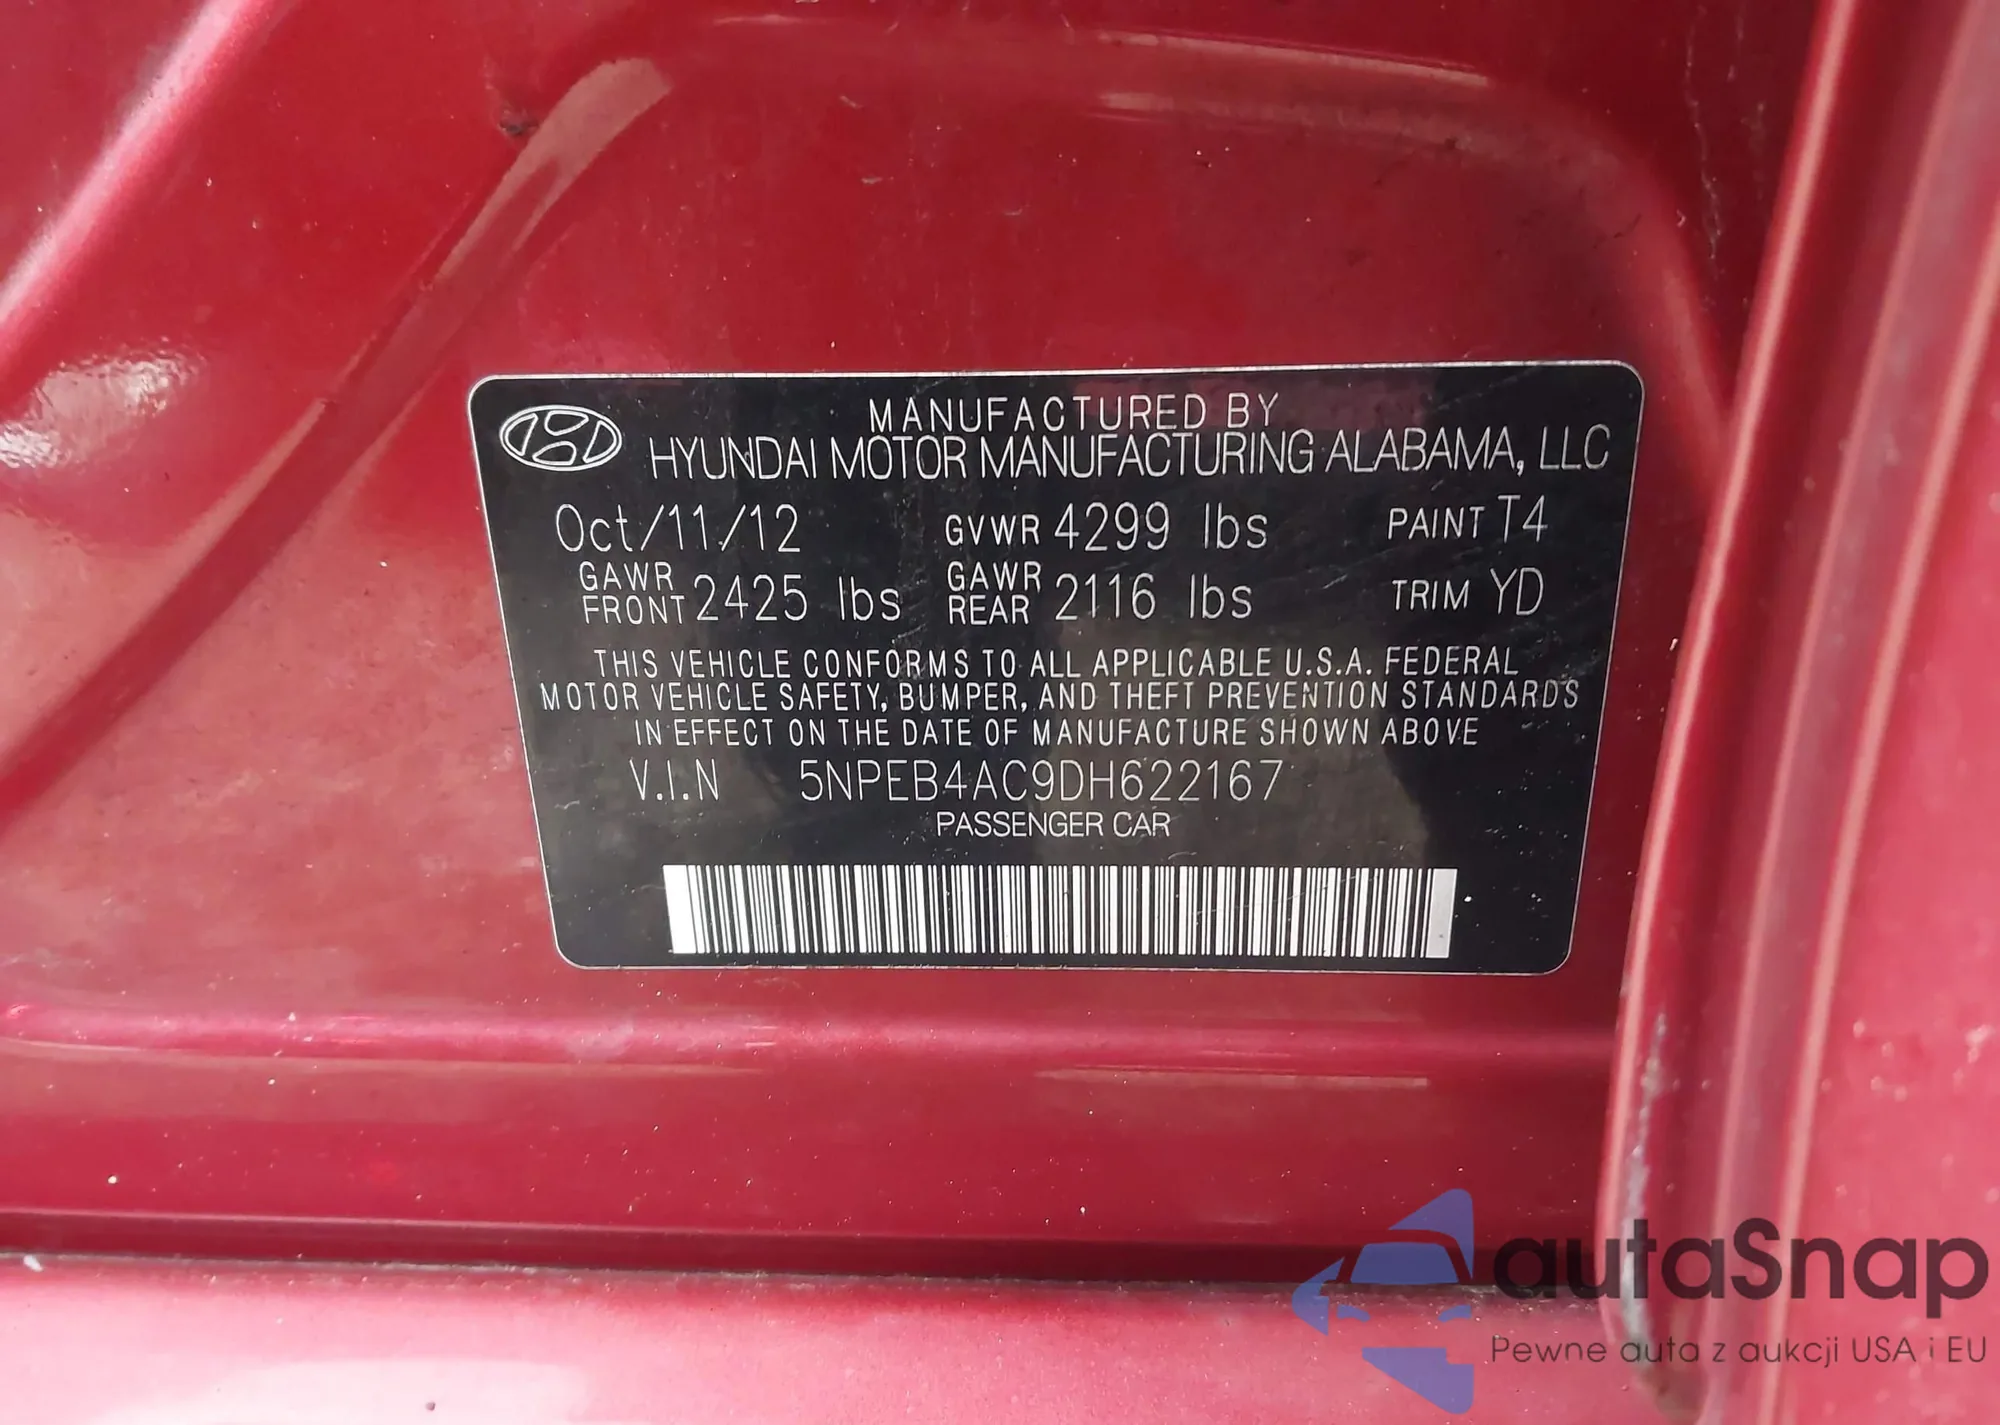 MANUFACTURED BY
HYUNDAI MOTOR MANUFACTURING ALABAMA, LLC
Oct/11/12 GVWR 4299 lbs PAINT T4
GAWR FRONT 2425 lbs GAWR REAR 2116 lbs TRIM YD
THIS VEHICLE CONFORMS TO ALL APPLICABLE U.S.A. FEDERAL
MOTOR VEHICLE SAFETY, BUMPER, AND THEFT PREVENTION STANDARDS
IN EFFECT ON THE DATE OF MANUFACTURE SHOWN ABOVE
V.I.N 5NPEB4AC9DH622167
PASSENGER CAR
autaSnap
Pewne auta z aukcji USA i EU